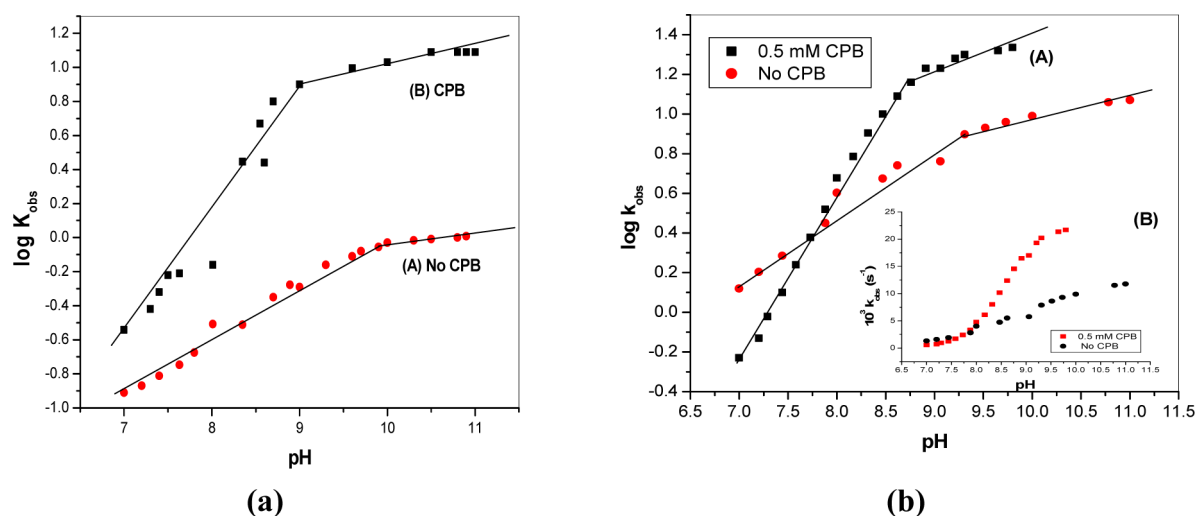 1.2
1.0
0.8
0.6
0.4
0.2
0.0
-0.2
-0.4
-0.6
-0.8
-1.0
log K_obs
(B) CPB
(A) No CPB
7 8 9 10 11
pH
(a)
1.4
1.2
1.0
0.8
0.6
0.4
0.2
0.0
-0.2
-0.4
log k_obs
0.5 mM CPB
No CPB
(A)
(B)
25
20
15
10
5
0
10³ k_obs (s⁻¹)
0.5 mM CPB
No CPB
6.5 7.0 7.5 8.0 8.5 9.0 9.5 10.0 10.5 11.0 11.5
pH
6.5 7.0 7.5 8.0 8.5 9.0 9.5 10.0 10.5 11.0 11.5
pH
(b)